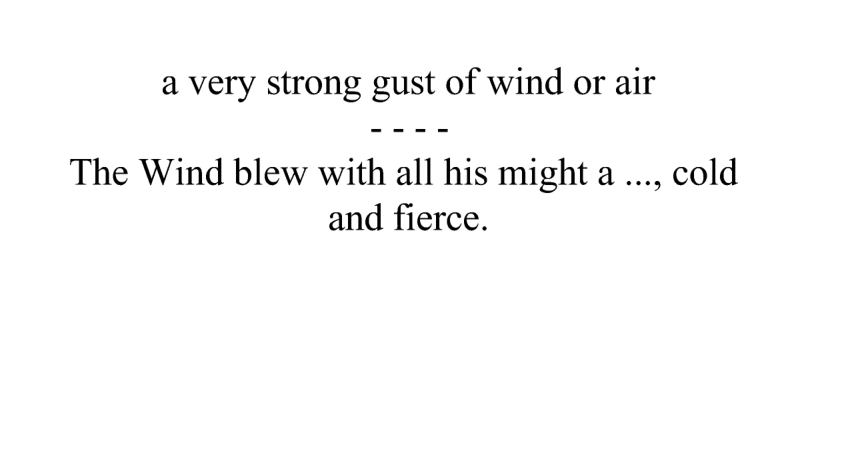 a very strong gust of wind or air
- - - -
The Wind blew with all his might a ..., cold
and fierce.